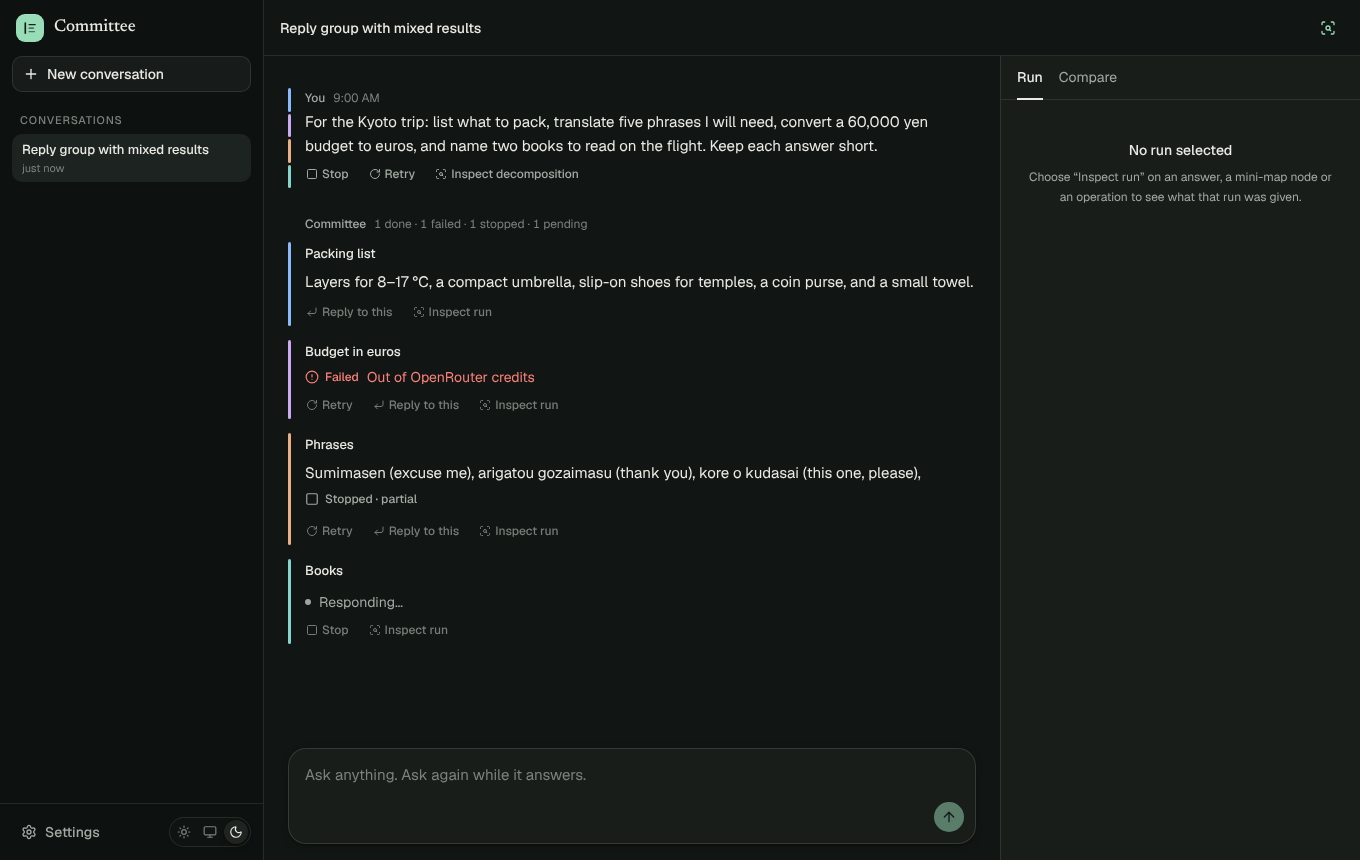 Committee
New conversation
CONVERSATIONS
Reply group with mixed results
just now
Settings
Reply group with mixed results
You 9:00 AM
For the Kyoto trip: list what to pack, translate five phrases I will need, convert a 60,000 yen
budget to euros, and name two books to read on the flight. Keep each answer short.
Stop Retry Inspect decomposition
Committee 1 done · 1 failed · 1 stopped · 1 pending
Packing list
Layers for 8–17 °C, a compact umbrella, slip-on shoes for temples, a coin purse, and a small towel.
Reply to this Inspect run
Budget in euros
Failed Out of OpenRouter credits
Retry Reply to this Inspect run
Phrases
Sumimasen (excuse me), arigatou gozaimasu (thank you), kore o kudasai (this one, please),
Stopped · partial
Retry Reply to this Inspect run
Books
Responding…
Stop Inspect run
Ask anything. Ask again while it answers.
Run Compare
No run selected
Choose “Inspect run” on an answer, a mini-map node or
an operation to see what that run was given.